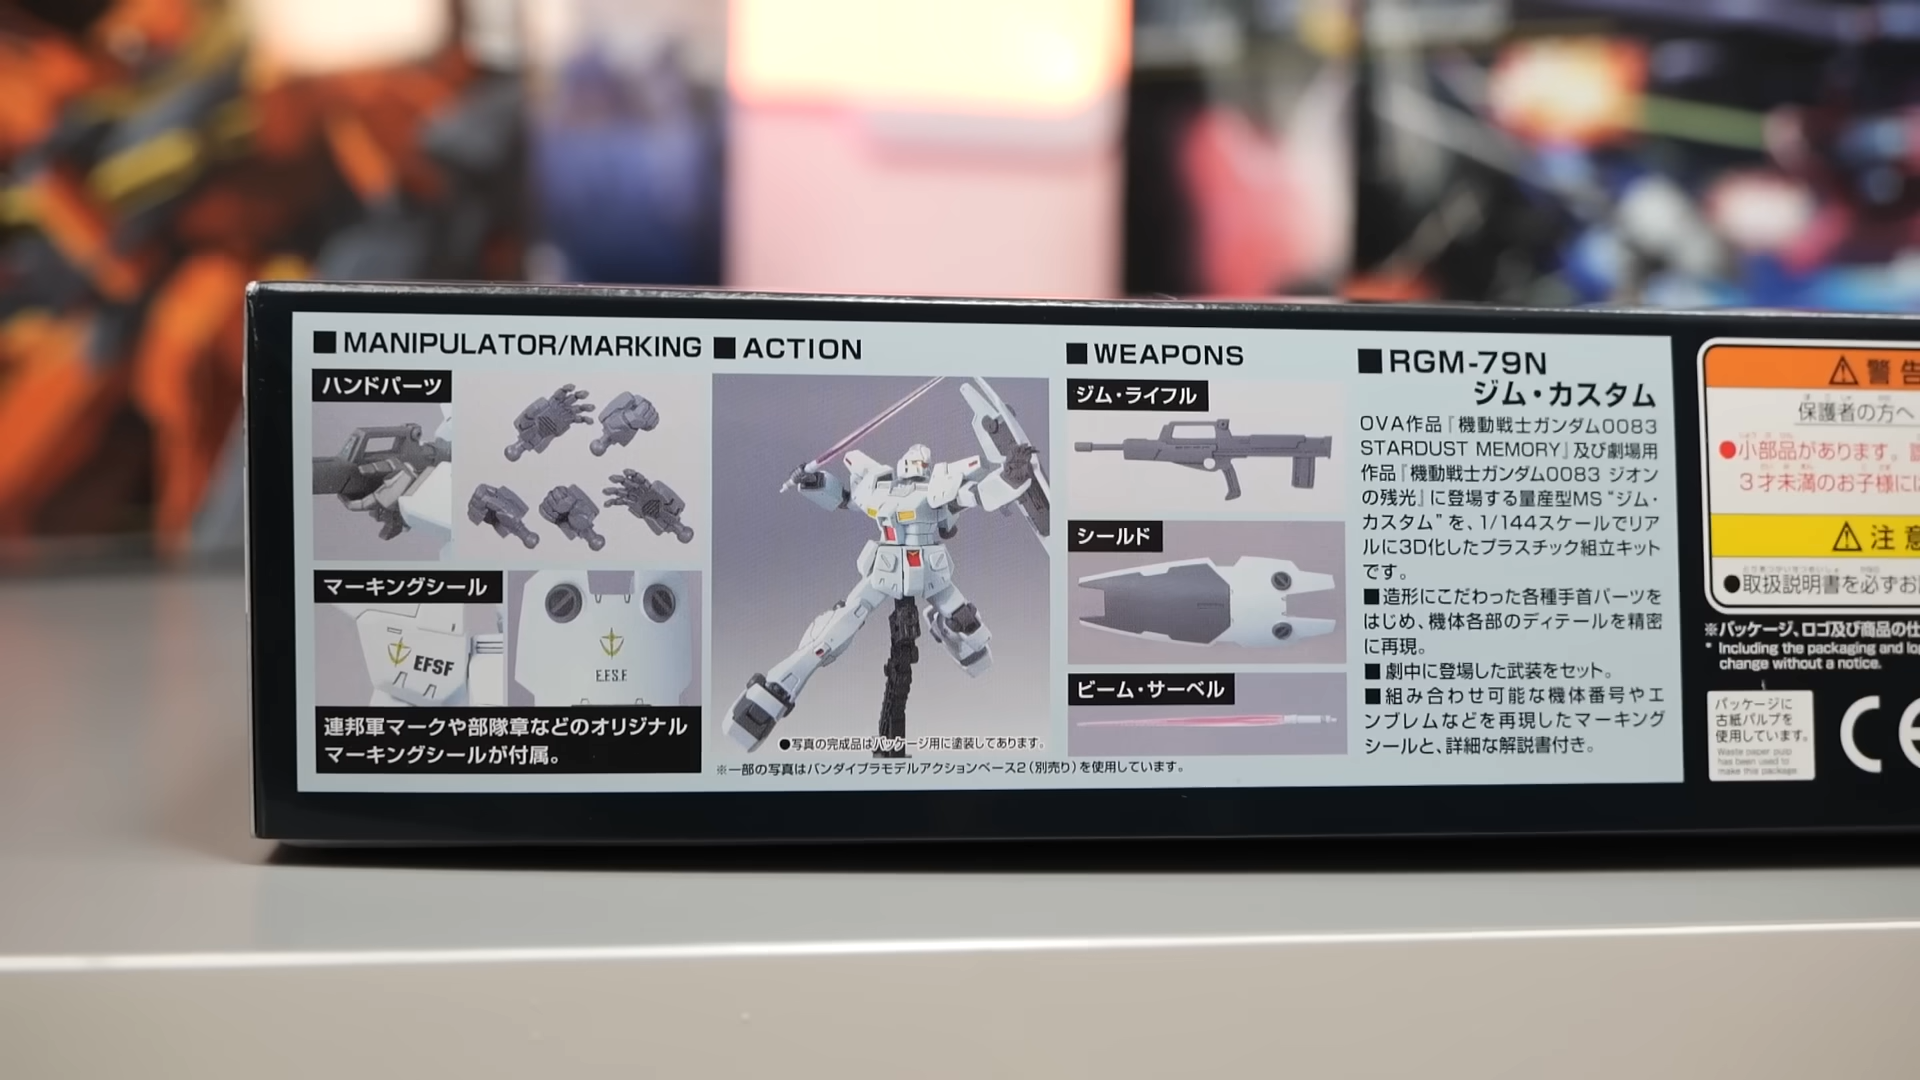 ■MANIPULATOR/MARKING
ハンドパーツ
マーキングシール
EFSF
E.F.S.F
連邦軍マークや部隊章などのオリジナル
マーキングシールが付属。
■ACTION
●写真の完成品はパッケージ用に塗装してあります。
※一部の写真はバンダイプラモデルアクションベース2(別売り)を使用しています。
■WEAPONS
ジム・ライフル
シールド
ビーム・サーベル
■RGM-79N
ジム・カスタム
OVA作品『機動戦士ガンダム0083
STARDUST MEMORY』及び劇場用
作品『機動戦士ガンダム0083 ジオン
の残光』に登場する量産型MS“ジム・
カスタム”を、1/144スケールでリア
ルに3D化したプラスチック組立キット
です。
■造形にこだわった各種手首パーツを
はじめ、機体各部のディテールを精密
に再現。
■劇中に登場した武装をセット。
■組み合わせ可能な機体番号やエ
ンブレムなどを再現したマーキング
シールと、詳細な解説書付き。
警告
保護者の方へ
●小部品があります。
3才未満のお子様には
注意
●取扱説明書を必ずお
※パッケージ、ロゴ及び商品の仕
* Including the packaging and lo
change without a notice.
パッケージに
古紙パルプを
使用しています。
Waste paper pulp
has been used to
make this package
CE